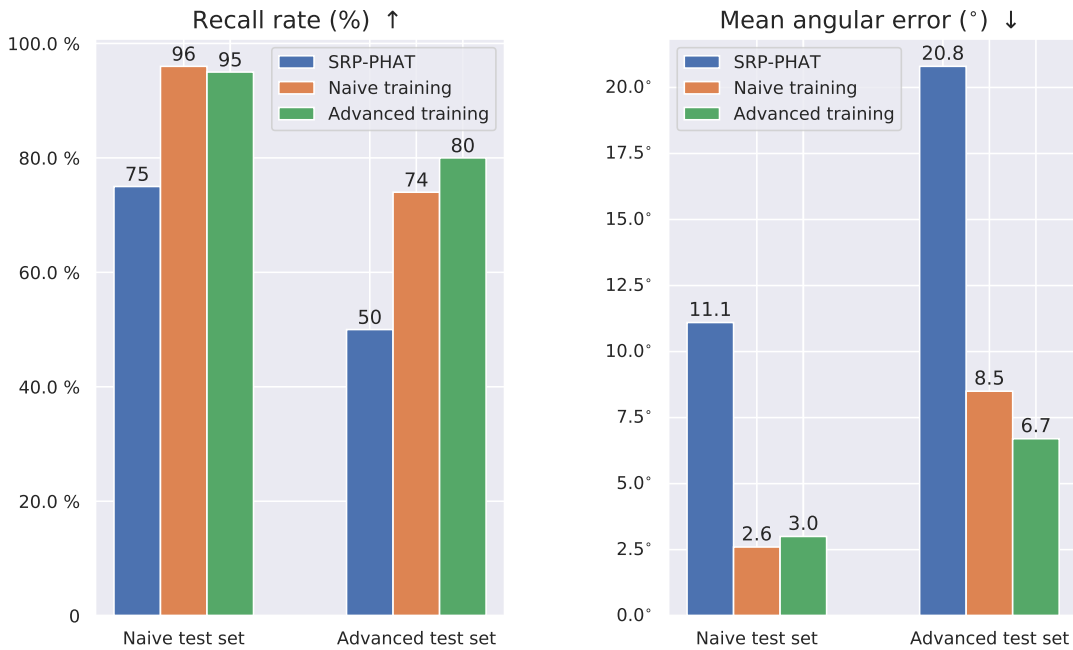 Recall rate (%) ↑
100.0 %
80.0 %
60.0 %
40.0 %
20.0 %
0
SRP-PHAT
Naive training
Advanced training
75
96
95
50
74
80
Naive test set
Advanced test set
Mean angular error (°) ↓
20.0°
17.5°
15.0°
12.5°
10.0°
7.5°
5.0°
2.5°
0.0°
SRP-PHAT
Naive training
Advanced training
11.1
2.6
3.0
20.8
8.5
6.7
Naive test set
Advanced test set